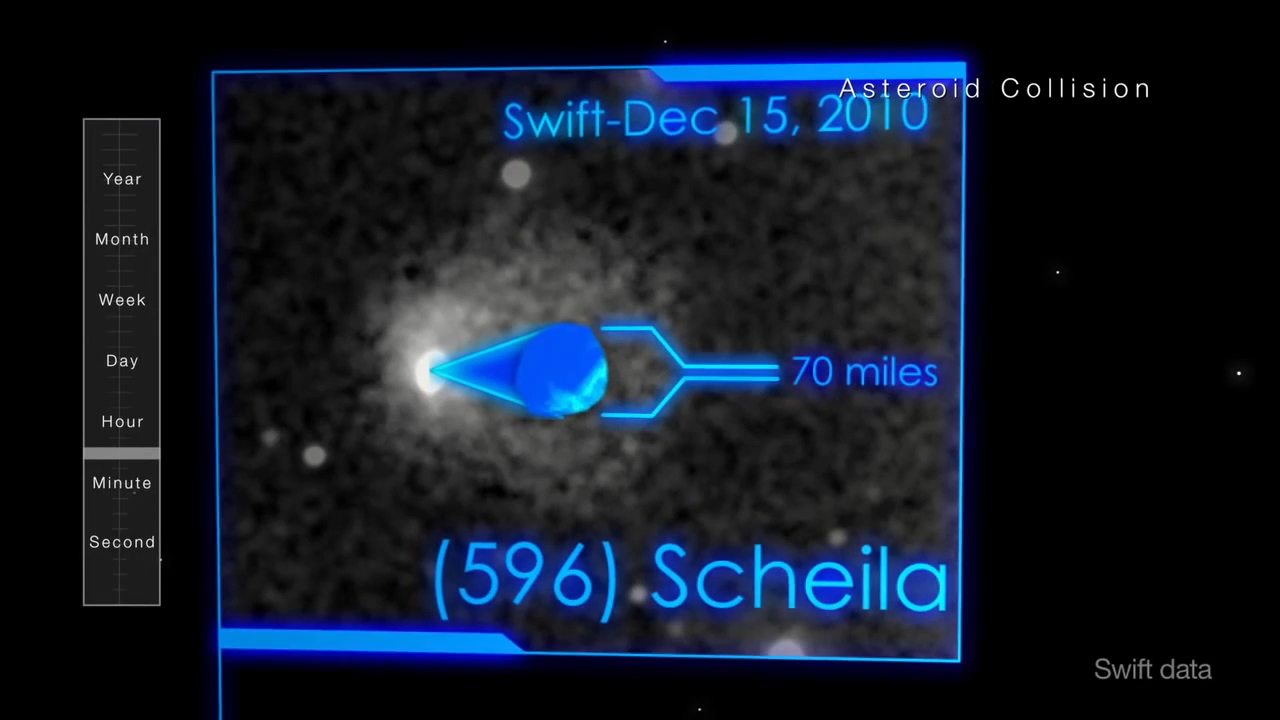 Asteroid Collision
Swift-Dec 15, 2010
Year
Month
Week
Day
Hour
Minute
Second
70 miles
(596) Scheila
Swift data